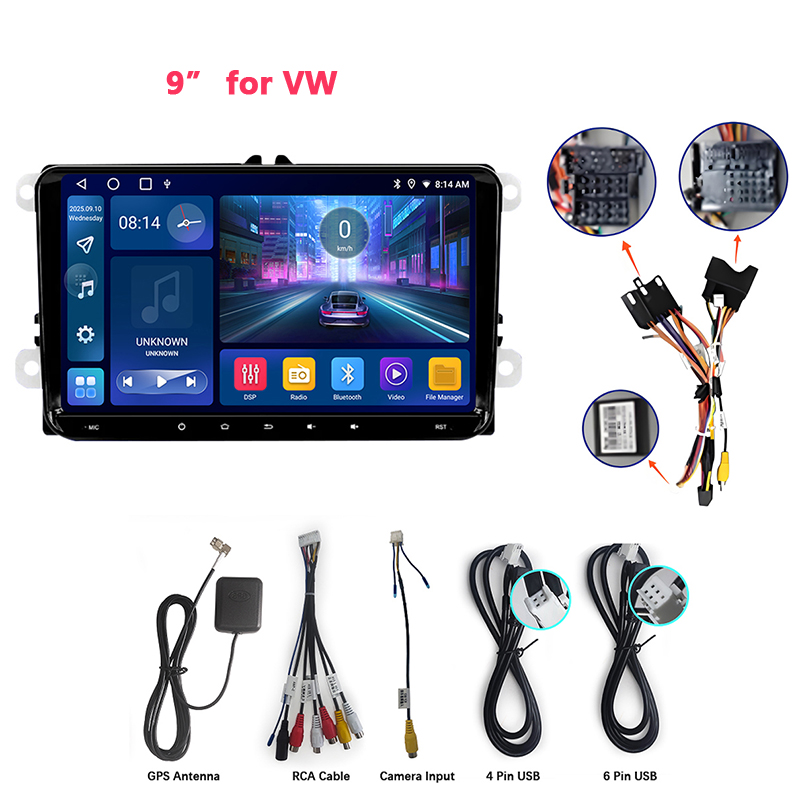 9” for VW
8:14 AM
2025.09.10
Wednesday
08:14
0
km/h
UNKNOWN
UNKNOWN
DSP
Radio
Bluetooth
Video
File Manager
MIC
RST
GPS Antenna
RCA Cable
Camera Input
4 Pin USB
6 Pin USB